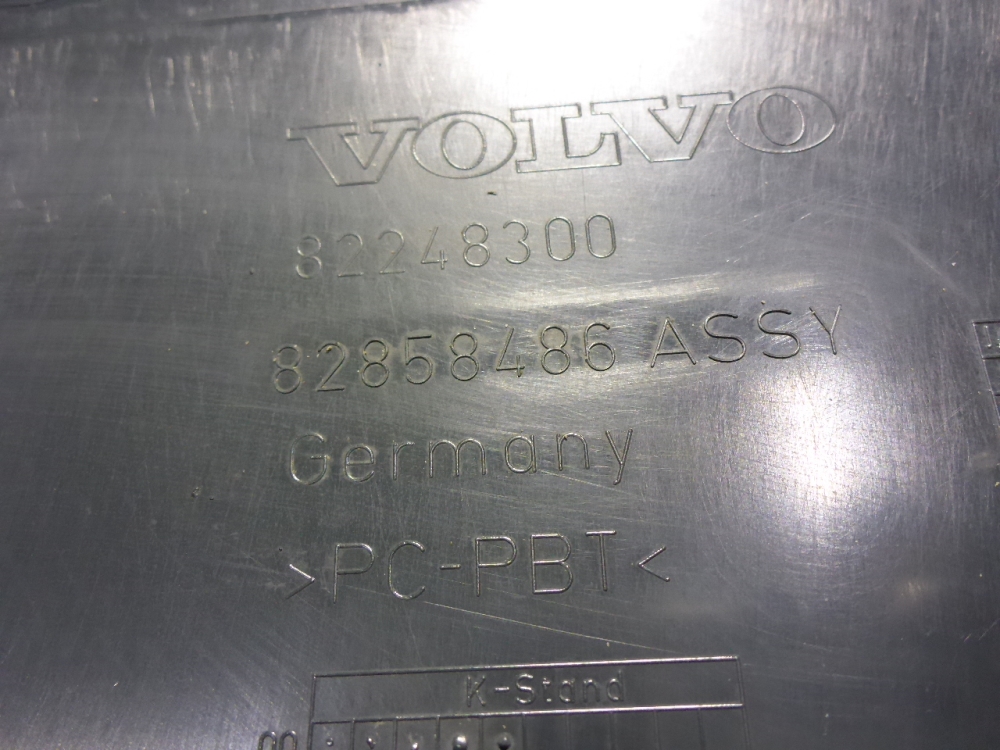 VOLVO
82248300
82858486 ASSY
Germany
>PC-PBT<
K-Stand